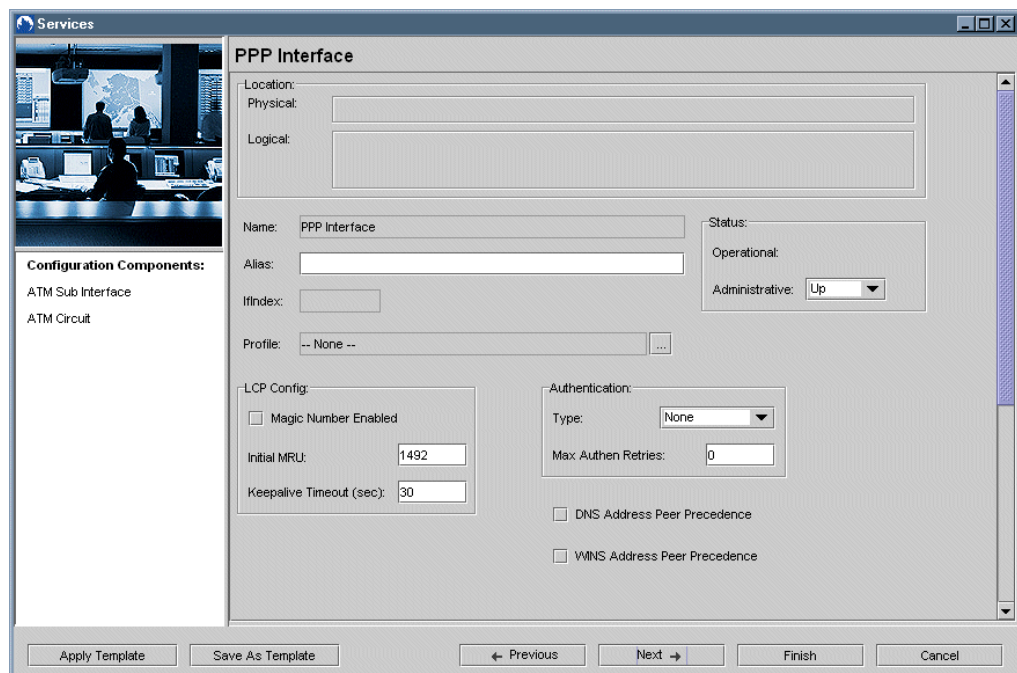 Services
PPP Interface
Location:
Physical:
Logical:
Name: PPP Interface
Status:
Operational:
Alias:
Administrative: Up
IfIndex:
Profile: -- None -- ...
Configuration Components:
ATM Sub Interface
ATM Circuit
LCP Config:
Magic Number Enabled
Initial MRU: 1492
Keepalive Timeout (sec): 30
Authentication:
Type: None
Max Authen Retries: 0
DNS Address Peer Precedence
WINS Address Peer Precedence
Apply Template
Save As Template
Previous
Next
Finish
Cancel